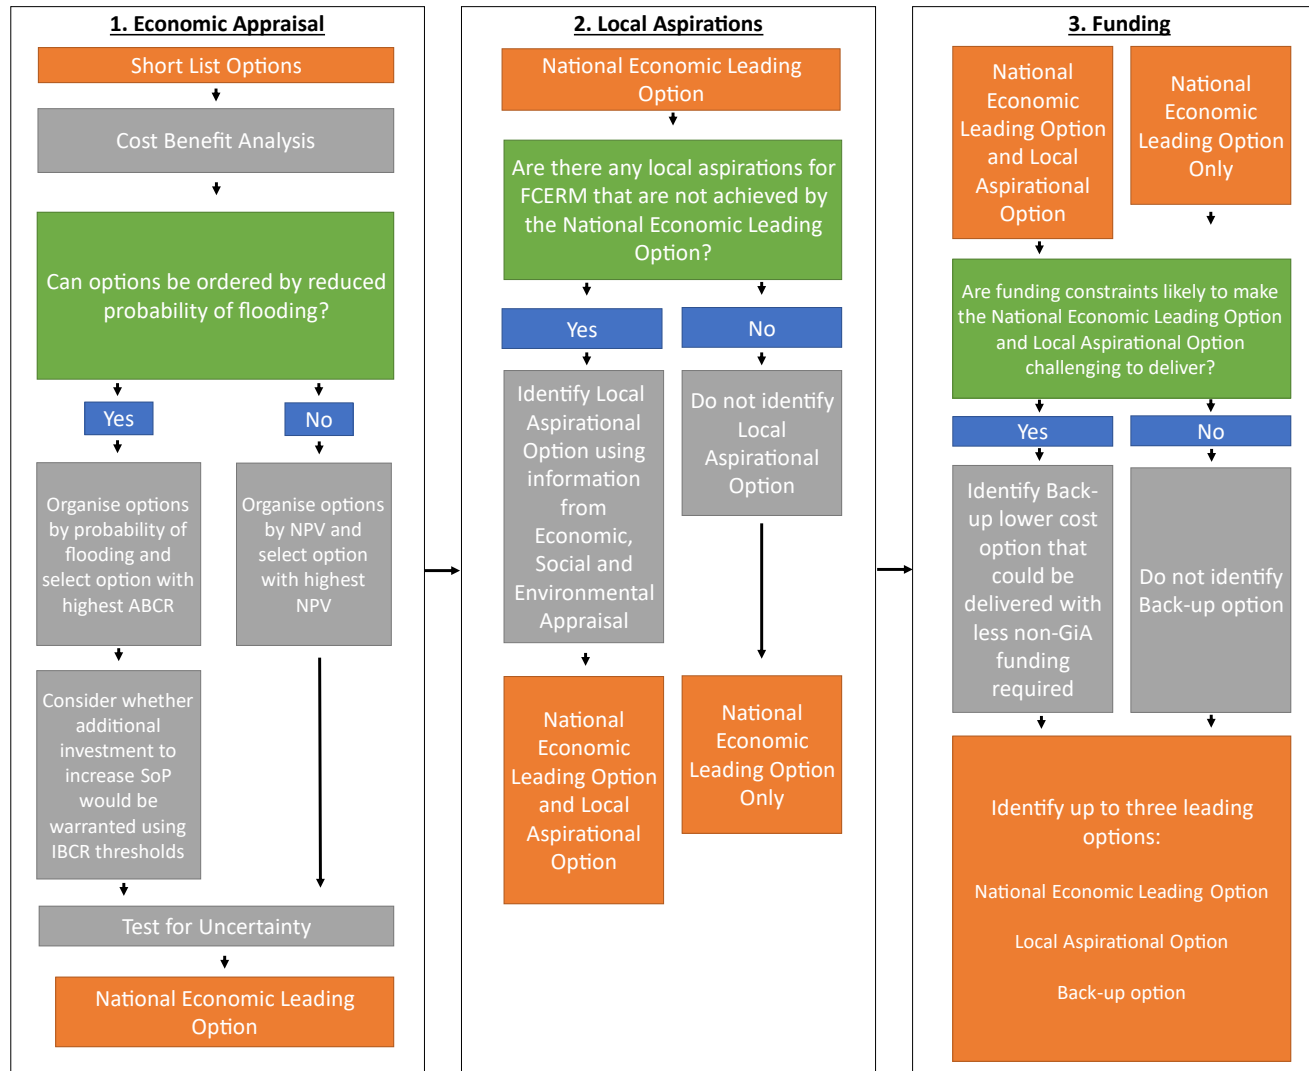 1. Economic Appraisal
Short List Options
Cost Benefit Analysis
Can options be ordered by reduced
probability of flooding?
Yes
No
Organise options
by probability of
flooding and
select option with
highest ABCR
Organise options
by NPV and
select option
with highest
NPV
Consider whether
additional
investment to
increase SoP
would be
warranted using
IBCR thresholds
Test for Uncertainty
National Economic Leading
Option
2. Local Aspirations
National Economic Leading
Option
Are there any local aspirations for
FCERM that are not achieved by
the National Economic Leading
Option?
Yes
No
Identify Local
Aspirational
Option using
information
from
Economic,
Social and
Environmental
Appraisal
Do not identify
Local
Aspirational
Option
National
Economic
Leading Option
and Local
Aspirational
Option
National
Economic
Leading Option
Only
3. Funding
National
Economic
Leading Option
and Local
Aspirational
Option
National
Economic
Leading Option
Only
Are funding constraints likely to make
the National Economic Leading Option
and Local Aspirational Option
challenging to deliver?
Yes
No
Identify Back-
up lower cost
option that
could be
delivered with
less non-GiA
funding
required
Do not identify
Back-up option
Identify up to three leading
options:
National Economic Leading Option
Local Aspirational Option
Back-up option